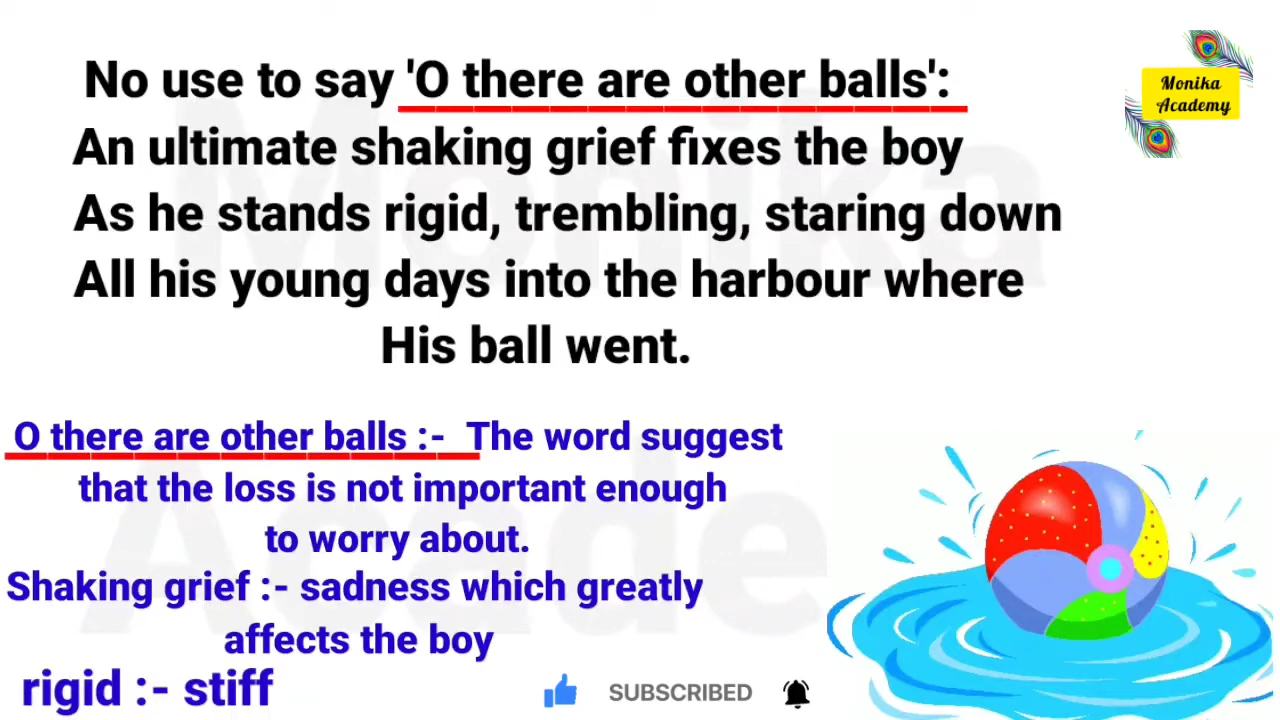 No use to say 'O there are other balls':
An ultimate shaking grief fixes the boy
As he stands rigid, trembling, staring down
All his young days into the harbour where
His ball went.
O there are other balls :- The word suggest
that the loss is not important enough
to worry about.
Shaking grief :- sadness which greatly
affects the boy
rigid :- stiff
SUBSCRIBED
Monika
Academy
Monika
Acade